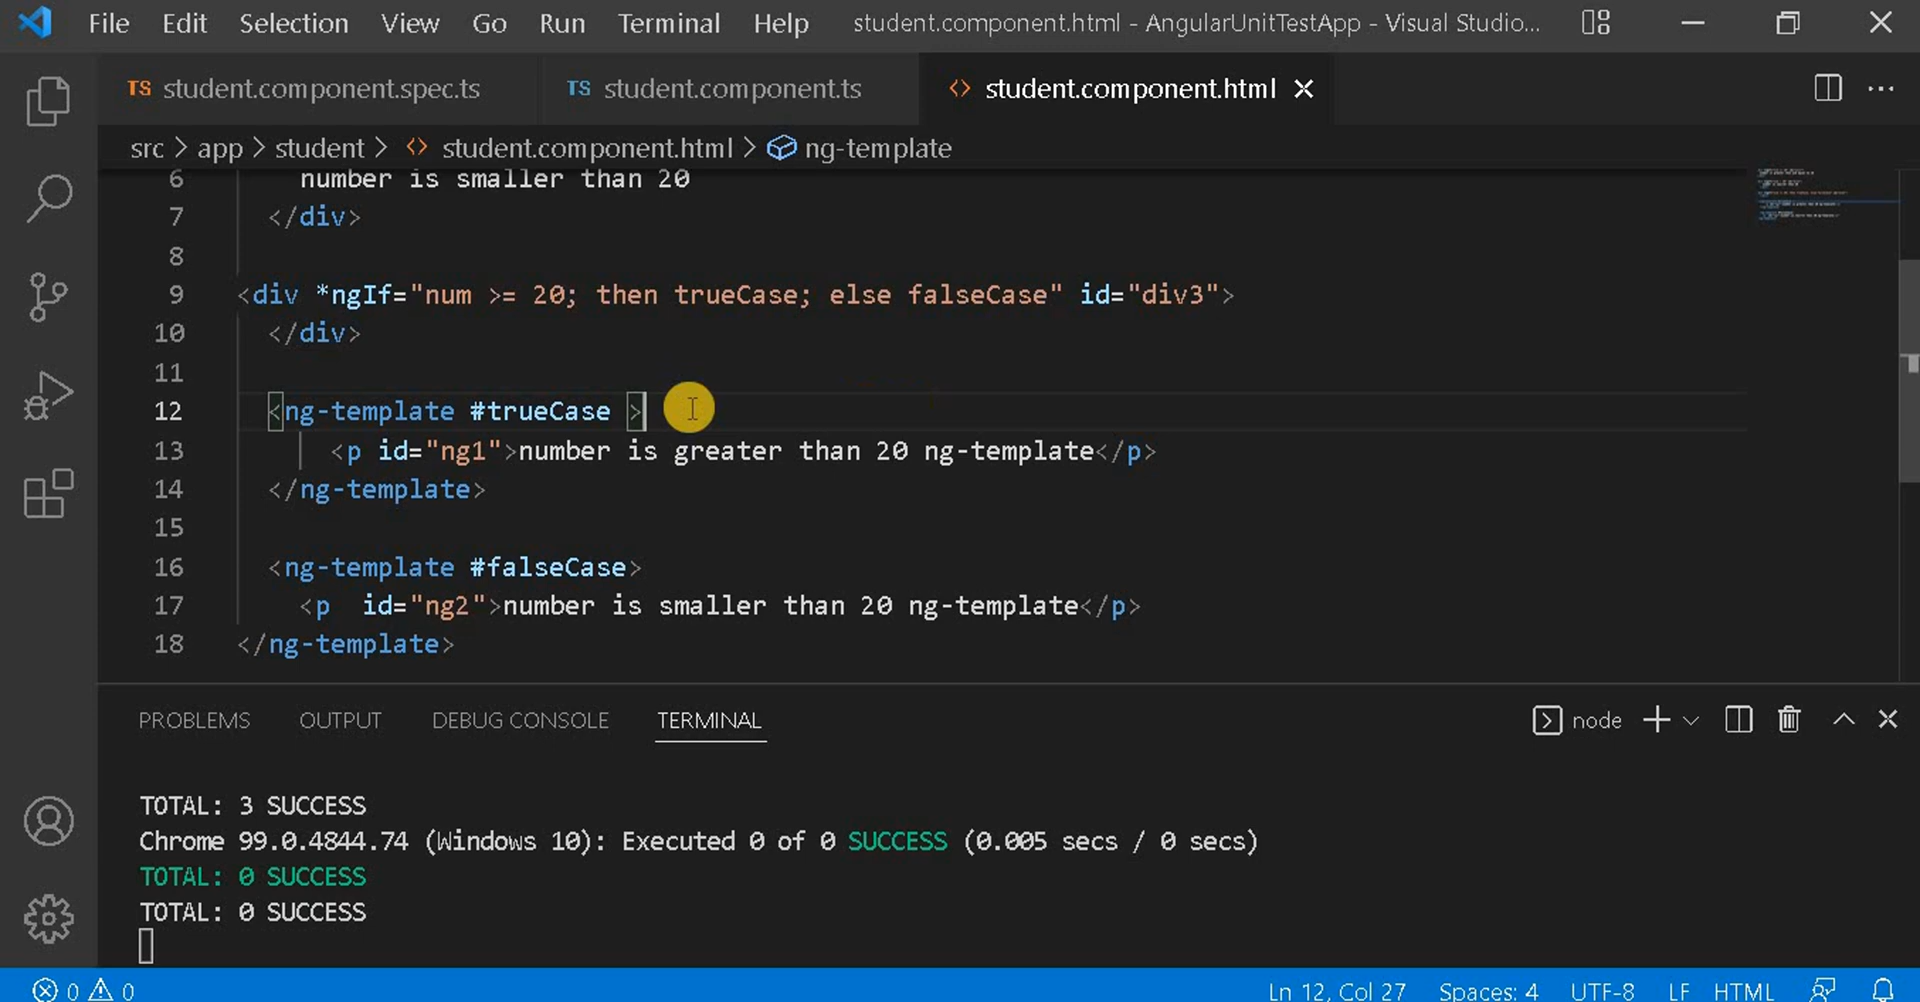 File Edit Selection View Go Run Terminal Help student.component.html - AngularUnitTestApp - Visual Studio...
TS student.component.spec.ts TS student.component.ts <> student.component.html
src > app > student > <> student.component.html > ng-template
6 number is smaller than 20
7 </div>
8
9 <div *ngIf="num >= 20; then trueCase; else falseCase" id="div3">
10 </div>
11
12 <ng-template #trueCase >
13 <p id="ng1">number is greater than 20 ng-template</p>
14 </ng-template>
15
16 <ng-template #falseCase>
17 <p  id="ng2">number is smaller than 20 ng-template</p>
18 </ng-template>
PROBLEMS OUTPUT DEBUG CONSOLE TERMINAL node
TOTAL: 3 SUCCESS
Chrome 99.0.4844.74 (Windows 10): Executed 0 of 0 SUCCESS (0.005 secs / 0 secs)
TOTAL: 0 SUCCESS
TOTAL: 0 SUCCESS
0 0 Ln 12, Col 27 Spaces: 4 UTF-8 LF HTML